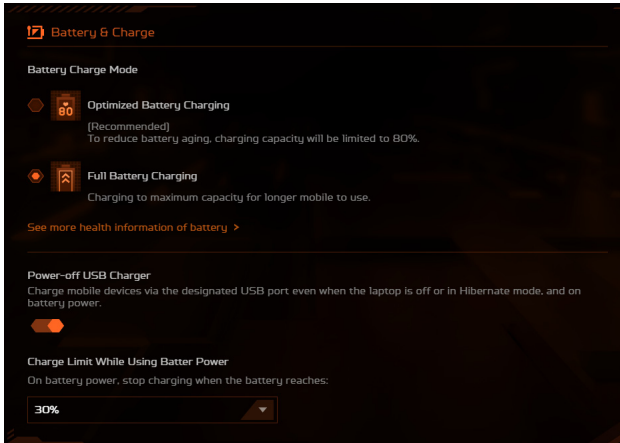 Battery & Charge
Battery Charge Mode
80
Optimized Battery Charging
[Recommended]
To reduce battery aging, charging capacity will be limited to 80%.
Full Battery Charging
Charging to maximum capacity for longer mobile to use.
See more health information of battery >
Power-off USB Charger
Charge mobile devices via the designated USB port even when the laptop is off or in Hibernate mode, and on
battery power.
Charge Limit While Using Batter Power
On battery power, stop charging when the battery reaches:
30%